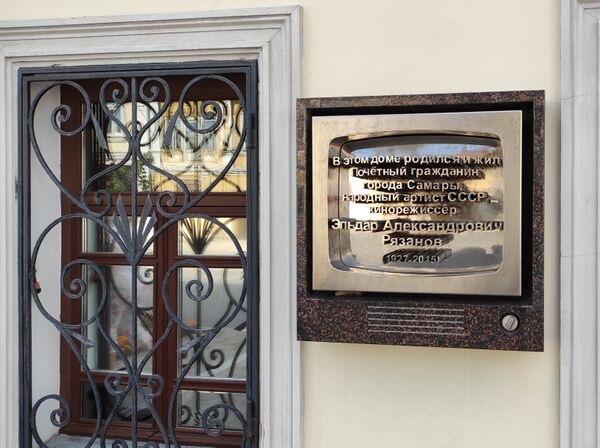 В этом доме родился и жил
Почётный гражданин
города Самары,
народный артист СССР,
кинорежиссёр
Эльдар Александрович
Рязанов
1927-2015